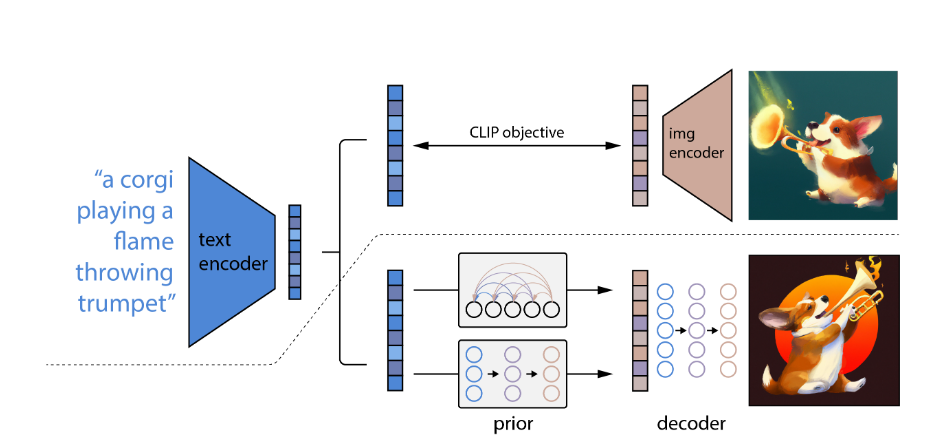 “a corgi
playing a
flame
throwing
trumpet”
text
encoder
CLIP objective
img
encoder
prior
decoder